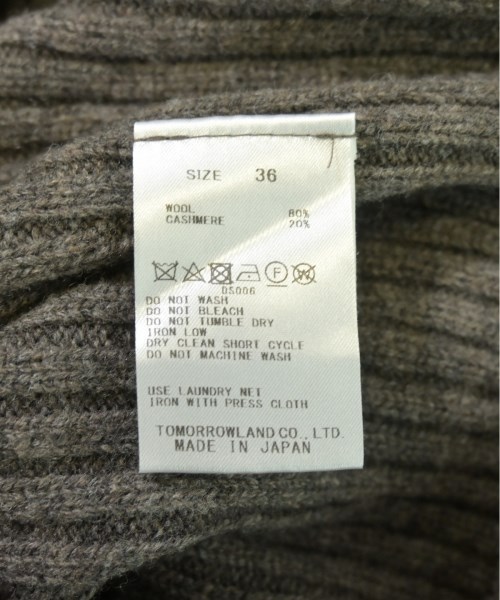 SIZE 36
WOOL 80%
CASHMERE 20%
DS006
DO NOT WASH
DO NOT BLEACH
DO NOT TUMBLE DRY
IRON LOW
DRY CLEAN SHORT CYCLE
DO NOT MACHINE WASH
USE LAUNDRY NET
IRON WITH PRESS CLOTH
TOMORROWLAND CO., LTD.
MADE IN JAPAN